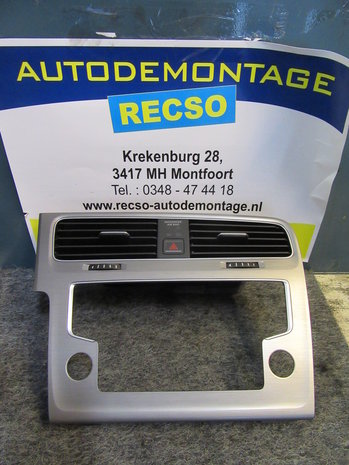 AUTODEMONTAGE
RECSO
Krekenburg 28,
3417 MH Montfoort
Tel. : 0348 - 47 44 18
www.recso-autodemontage.nl